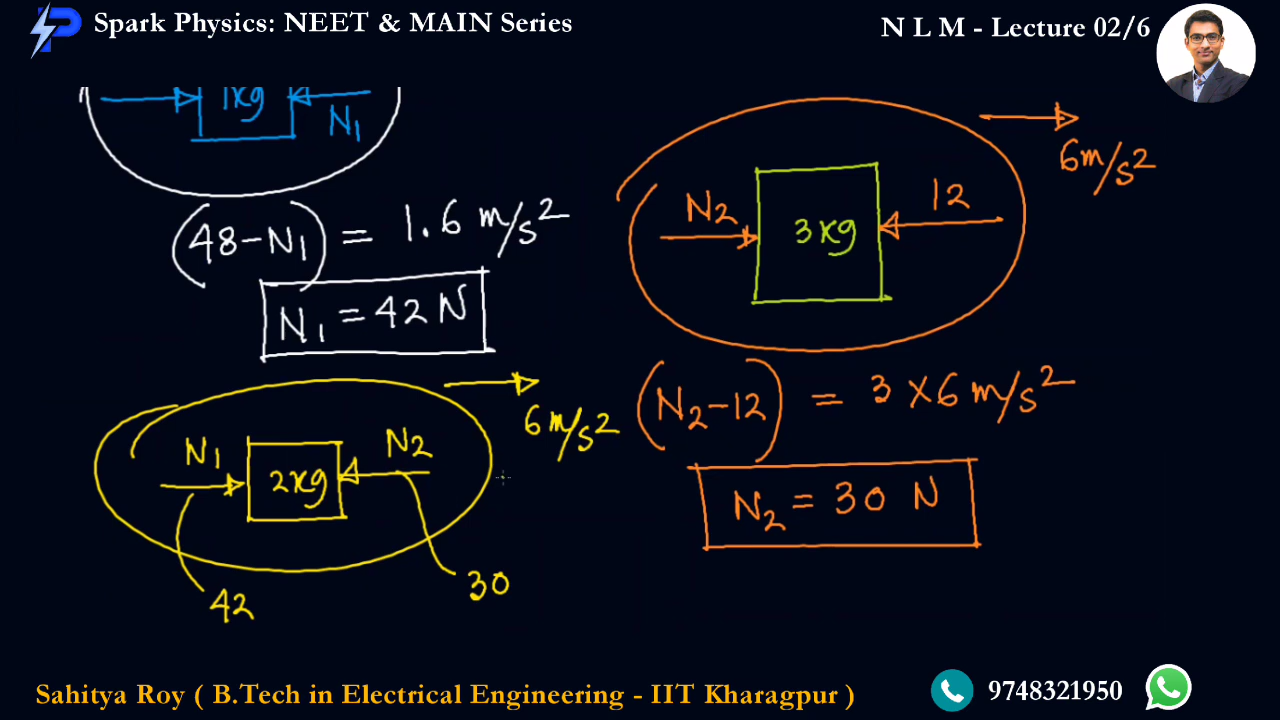 Spark Physics: NEET & MAIN Series
N L M - Lecture 02/6
1kg
N1
(48-N1) = 1.6 m/s²
N1 = 42 N
N1
2kg
N2
6m/s²
42
30
6m/s²
N2
3kg
12
(N2-12) = 3 × 6 m/s²
N2 = 30 N
Sahitya Roy ( B.Tech in Electrical Engineering - IIT Kharagpur )
9748321950